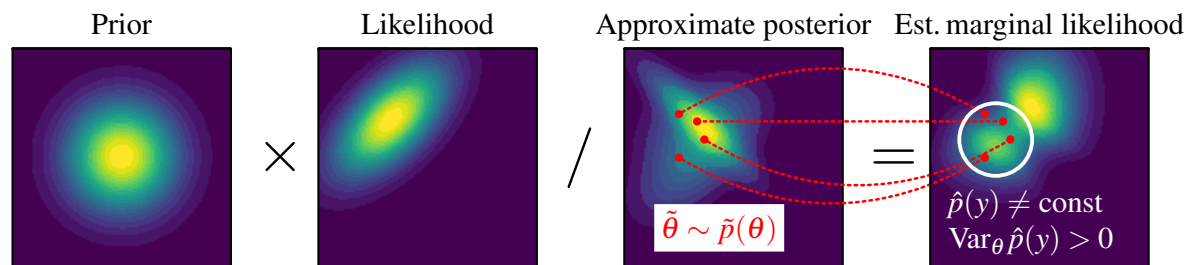 Prior
Likelihood
Approximate posterior
Est. marginal likelihood
×
/
=
θ̃ ∼ p̃(θ)
p̂(y) ≠ const
Var_θ p̂(y) > 0